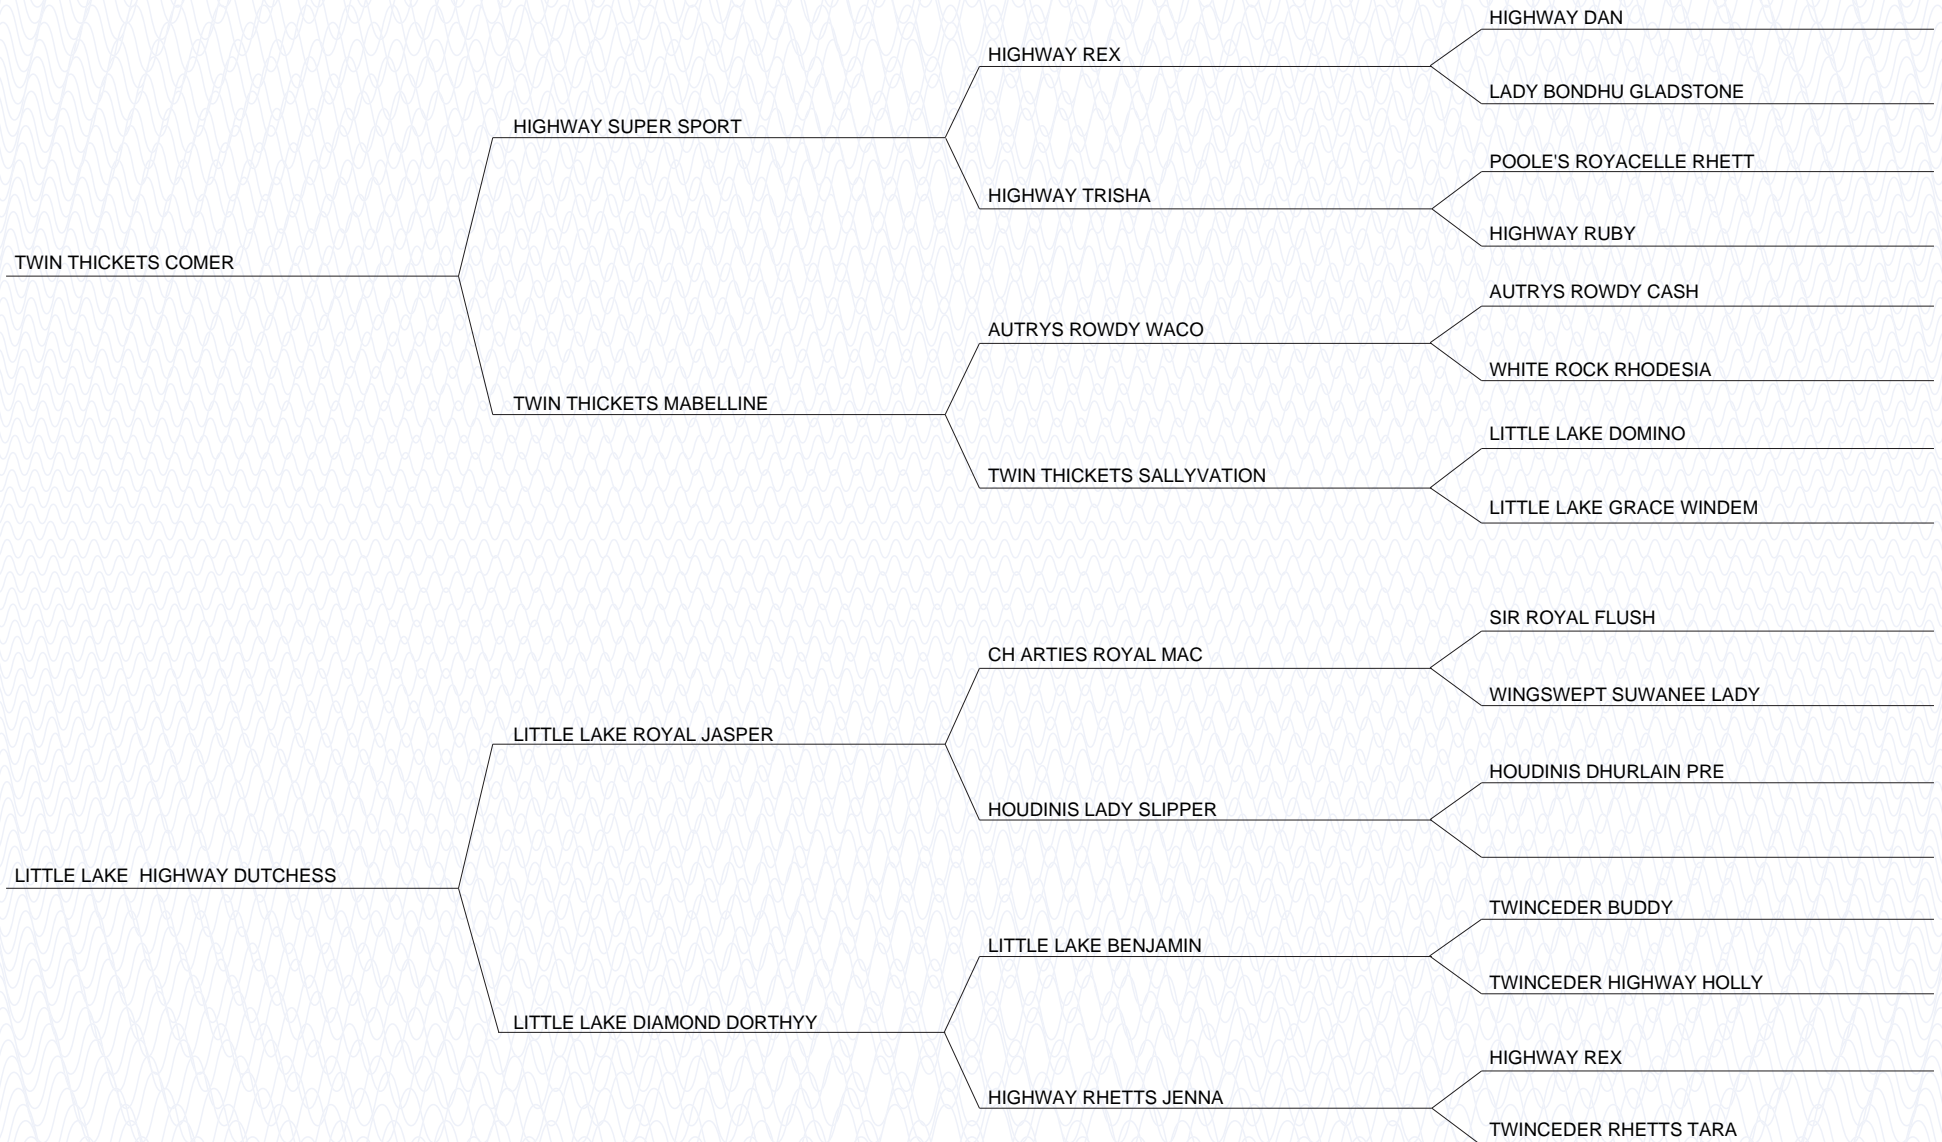 HIGHWAY DAN
HIGHWAY REX
LADY BONDHU GLADSTONE
HIGHWAY SUPER SPORT
POOLE'S ROYACELLE RHETT
HIGHWAY TRISHA
HIGHWAY RUBY
TWIN THICKETS COMER
AUTRYS ROWDY CASH
AUTRYS ROWDY WACO
WHITE ROCK RHODESIA
TWIN THICKETS MABELLINE
LITTLE LAKE DOMINO
TWIN THICKETS SALLYVATION
LITTLE LAKE GRACE WINDEM
SIR ROYAL FLUSH
CH ARTIES ROYAL MAC
WINGSWEPT SUWANEE LADY
LITTLE LAKE ROYAL JASPER
HOUDINIS DHURLAIN PRE
HOUDINIS LADY SLIPPER
LITTLE LAKE  HIGHWAY DUTCHESS
TWINCEDER BUDDY
LITTLE LAKE BENJAMIN
TWINCEDER HIGHWAY HOLLY
LITTLE LAKE DIAMOND DORTHYY
HIGHWAY REX
HIGHWAY RHETTS JENNA
TWINCEDER RHETTS TARA